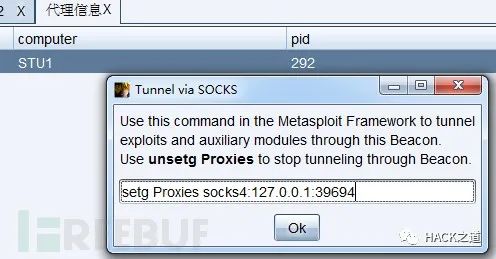 2 X 代理信息X
computer pid
STU1 292
Tunnel via SOCKS
Use this command in the Metasploit Framework to tunnel
exploits and auxiliary modules through this Beacon.
Use unsetg Proxies to stop tunneling through Beacon.
setg Proxies socks4:127.0.0.1:39694
Ok
FREEBUF
HACK之道